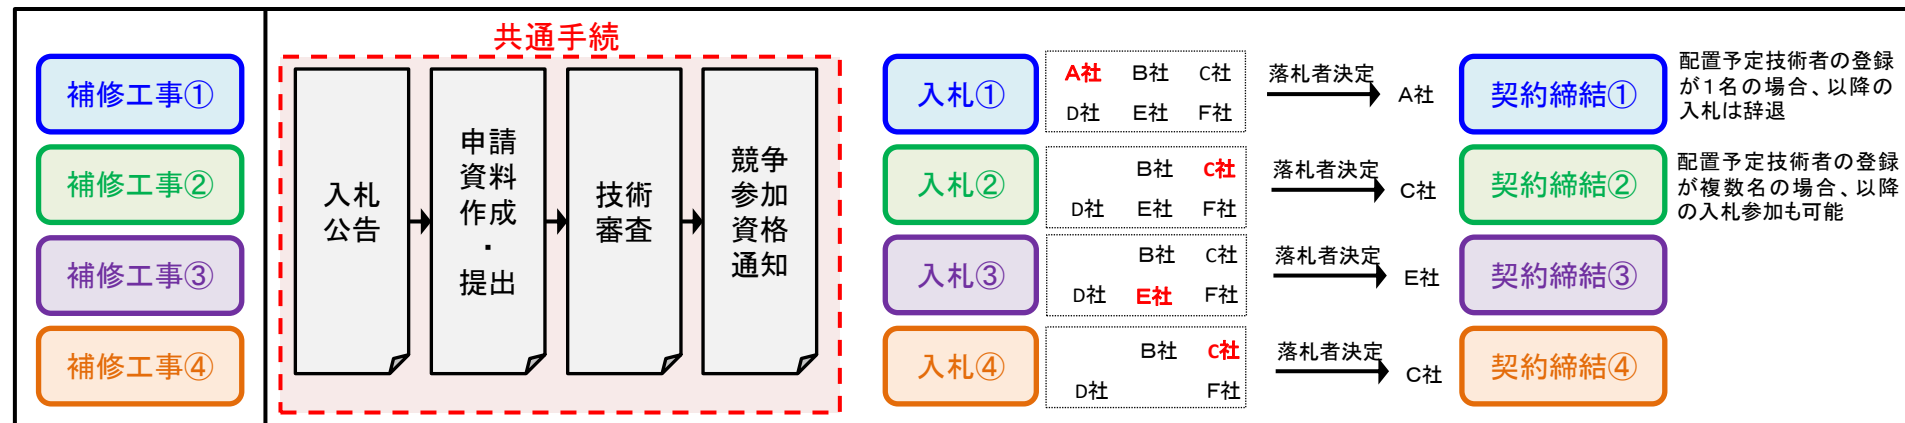 共通手続
補修工事①
補修工事②
補修工事③
補修工事④
入札
公告
申請
資料
作成
・
提出
技術
審査
競争
参加
資格
通知
入札①
A社 B社 C社
D社 E社 F社
落札者決定
A社
契約締結①
配置予定技術者の登録
が1名の場合、以降の
入札は辞退
入札②
B社 C社
D社 E社 F社
落札者決定
C社
契約締結②
配置予定技術者の登録
が複数名の場合、以降
の入札参加も可能
入札③
B社 C社
D社 E社 F社
落札者決定
E社
契約締結③
入札④
B社 C社
D社 F社
落札者決定
C社
契約締結④